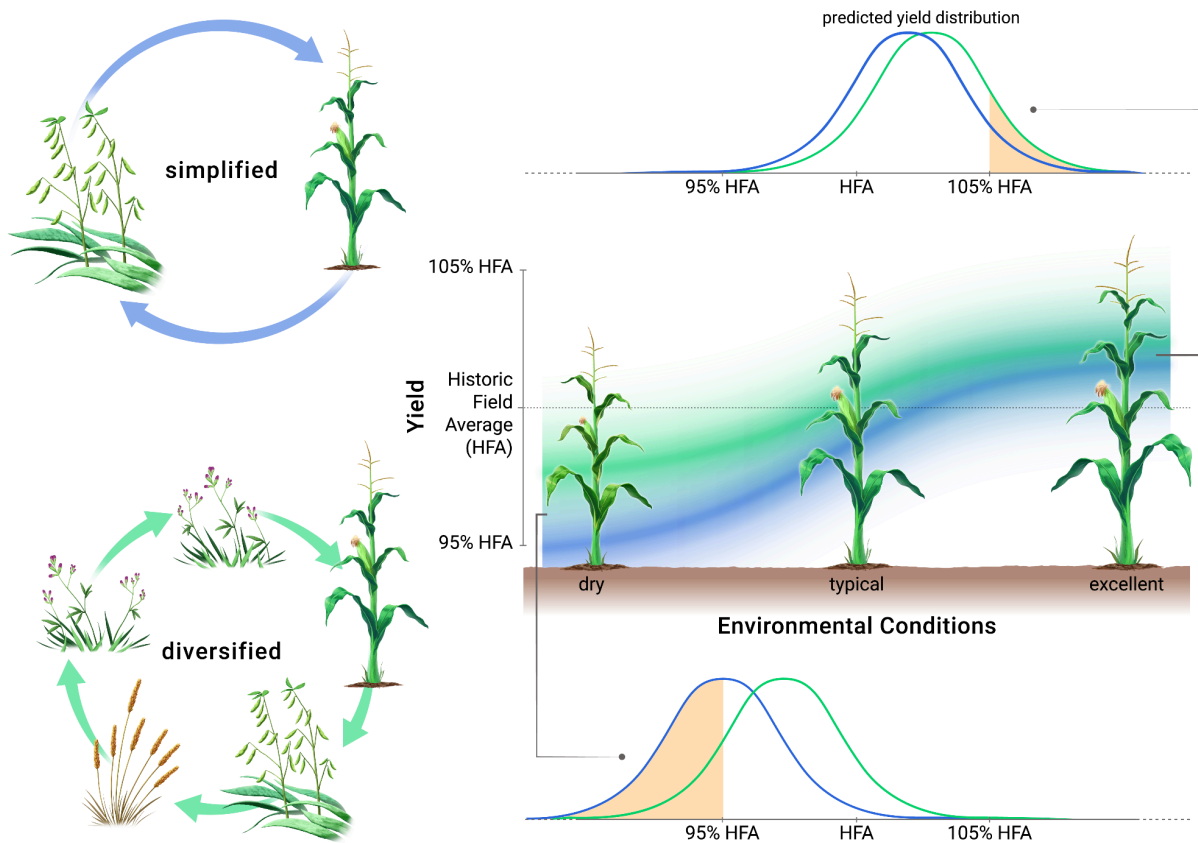 simplified
diversified
predicted yield distribution
95% HFA
HFA
105% HFA
105% HFA
Yield
Historic
Field
Average
(HFA)
95% HFA
dry
typical
excellent
Environmental Conditions
95% HFA
HFA
105% HFA